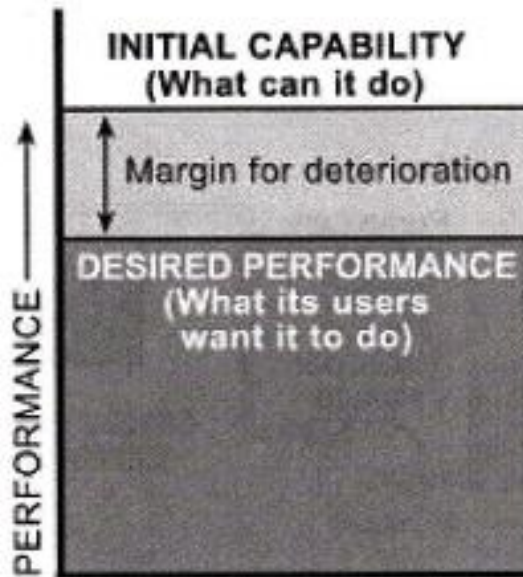 INITIAL CAPABILITY
(What can it do)
Margin for deterioration
DESIRED PERFORMANCE
(What its users
want it to do)
PERFORMANCE